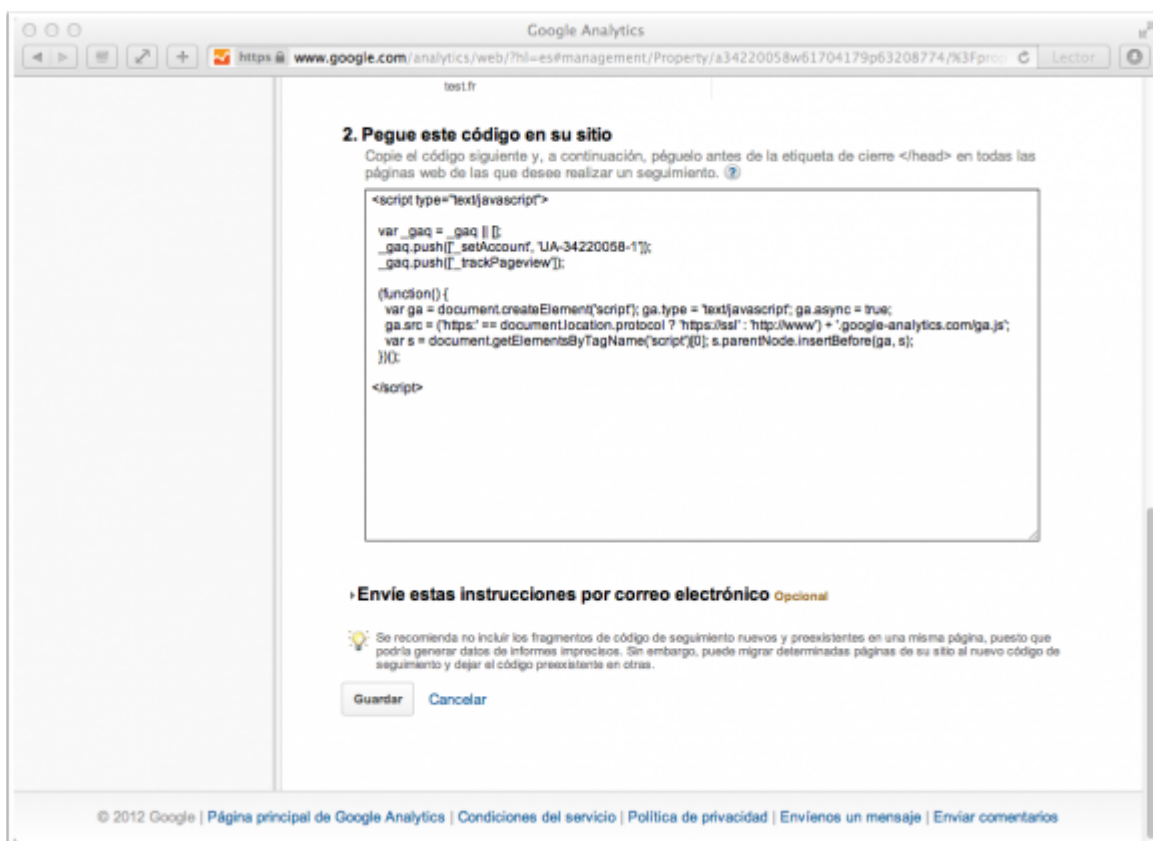 Google Analytics
https www.google.com/analytics/web/?hl=es#management/Property/a34220058w61704179p63208774/%3Fprop Lector
test.fr
2. Pegue este código en su sitio
Copie el código siguiente y, a continuación, péguelo antes de la etiqueta de cierre </head> en todas las
páginas web de las que desee realizar un seguimiento. ?
<script type="text/javascript">
var _gaq = _gaq || [];
_gaq.push(['_setAccount', 'UA-34220058-1']);
_gaq.push(['_trackPageview']);
(function() {
var ga = document.createElement('script'); ga.type = 'text/javascript'; ga.async = true;
ga.src = ('https:' == document.location.protocol ? 'https://ssl' : 'http://www') + '.google-analytics.com/ga.js';
var s = document.getElementsByTagName('script')[0]; s.parentNode.insertBefore(ga, s);
})();
</script>
Envíe estas instrucciones por correo electrónico Opcional
Se recomienda no incluir los fragmentos de código de seguimiento nuevos y preexistentes en una misma página, puesto que
podría generar datos de informes imprecisos. Sin embargo, puede migrar determinadas páginas de su sitio al nuevo código de
seguimiento y dejar el código preexistente en otras.
Guardar Cancelar
© 2012 Google | Página principal de Google Analytics | Condiciones del servicio | Política de privacidad | Envíenos un mensaje | Enviar comentarios